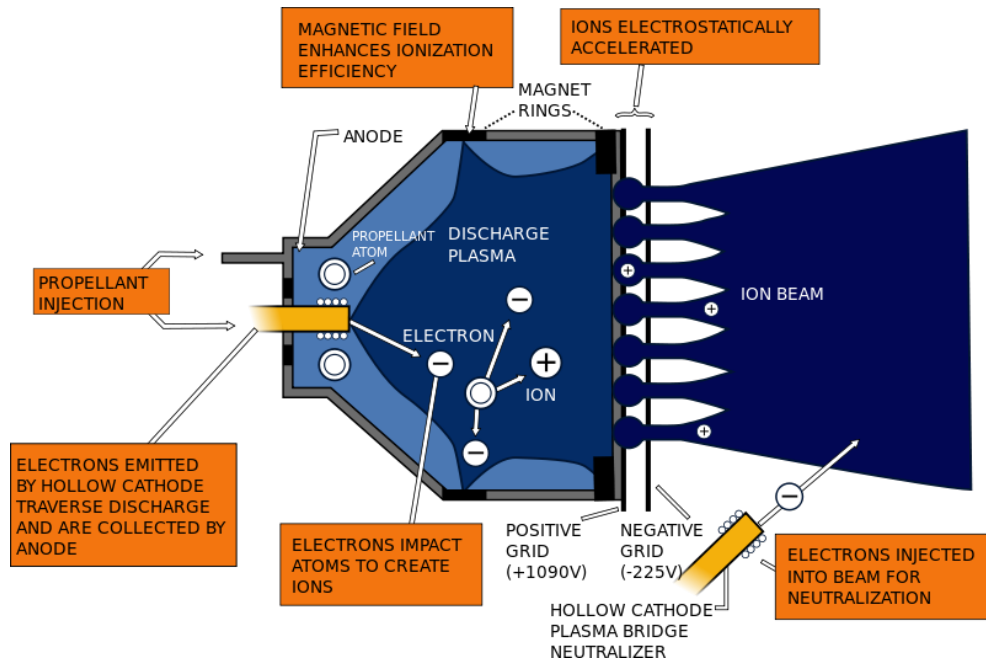 MAGNETIC FIELD
ENHANCES IONIZATION
EFFICIENCY
IONS ELECTROSTATICALLY
ACCELERATED
MAGNET
RINGS
ANODE
PROPELLANT
ATOM
DISCHARGE
PLASMA
PROPELLANT
INJECTION
ION BEAM
ELECTRON
ION
ELECTRONS EMITTED
BY HOLLOW CATHODE
TRAVERSE DISCHARGE
AND ARE COLLECTED BY
ANODE
ELECTRONS IMPACT
ATOMS TO CREATE
IONS
POSITIVE
GRID
(+1090V)
NEGATIVE
GRID
(-225V)
HOLLOW CATHODE
PLASMA BRIDGE
NEUTRALIZER
ELECTRONS INJECTED
INTO BEAM FOR
NEUTRALIZATION